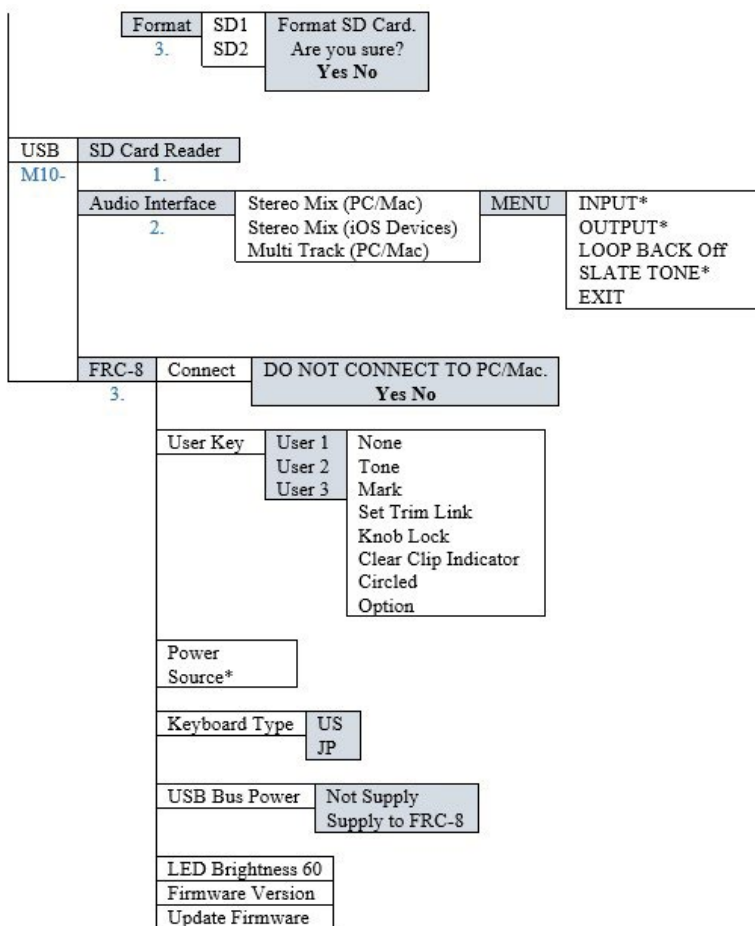 Format SD1 Format SD Card.
3. SD2 Are you sure?
Yes No
USB SD Card Reader
M10- 1.
Audio Interface Stereo Mix (PC/Mac) MENU INPUT*
2. Stereo Mix (iOS Devices) OUTPUT*
Multi Track (PC/Mac) LOOP BACK Off
SLATE TONE*
EXIT
FRC-8 Connect DO NOT CONNECT TO PC/Mac.
3. Yes No
User Key User 1 None
User 2 Tone
User 3 Mark
Set Trim Link
Knob Lock
Clear Clip Indicator
Circled
Option
Power
Source*
Keyboard Type US
JP
USB Bus Power Not Supply
Supply to FRC-8
LED Brightness 60
Firmware Version
Update Firmware